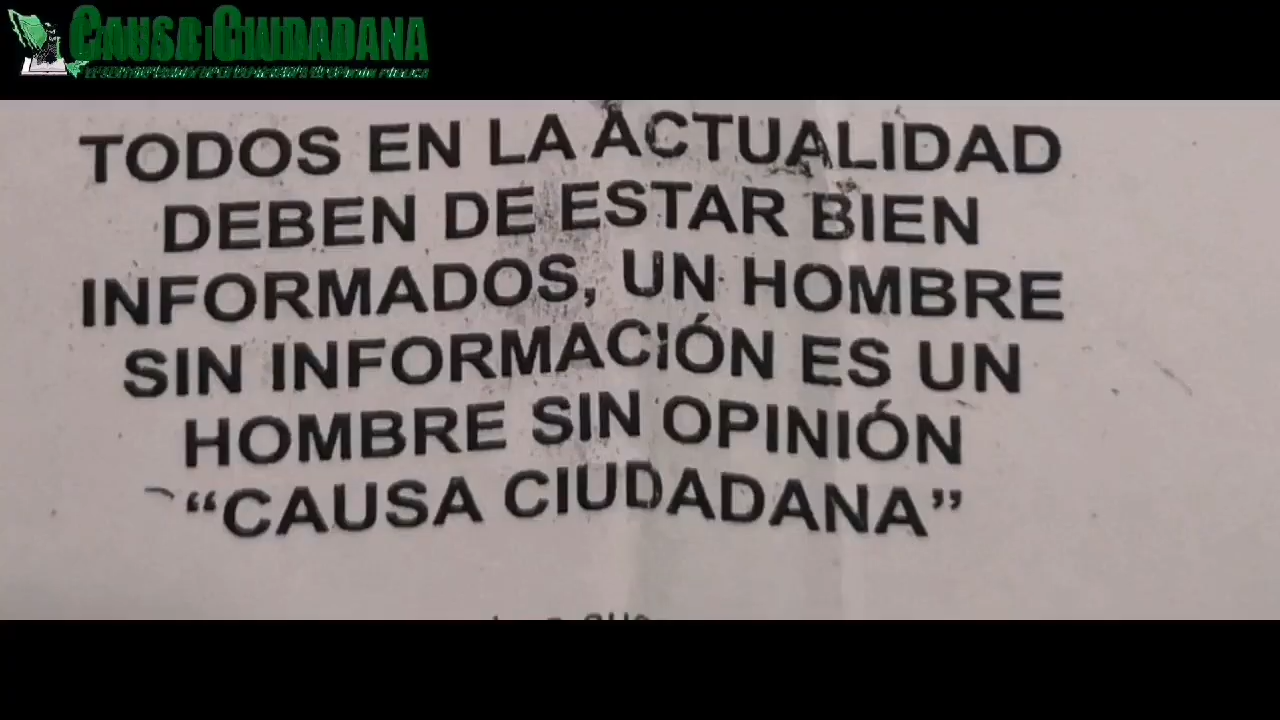 CAUSA CIUDADANA
TODOS EN LA ACTUALIDAD
DEBEN DE ESTAR BIEN
INFORMADOS, UN HOMBRE
SIN INFORMACIÓN ES UN
HOMBRE SIN OPINIÓN
“CAUSA CIUDADANA”